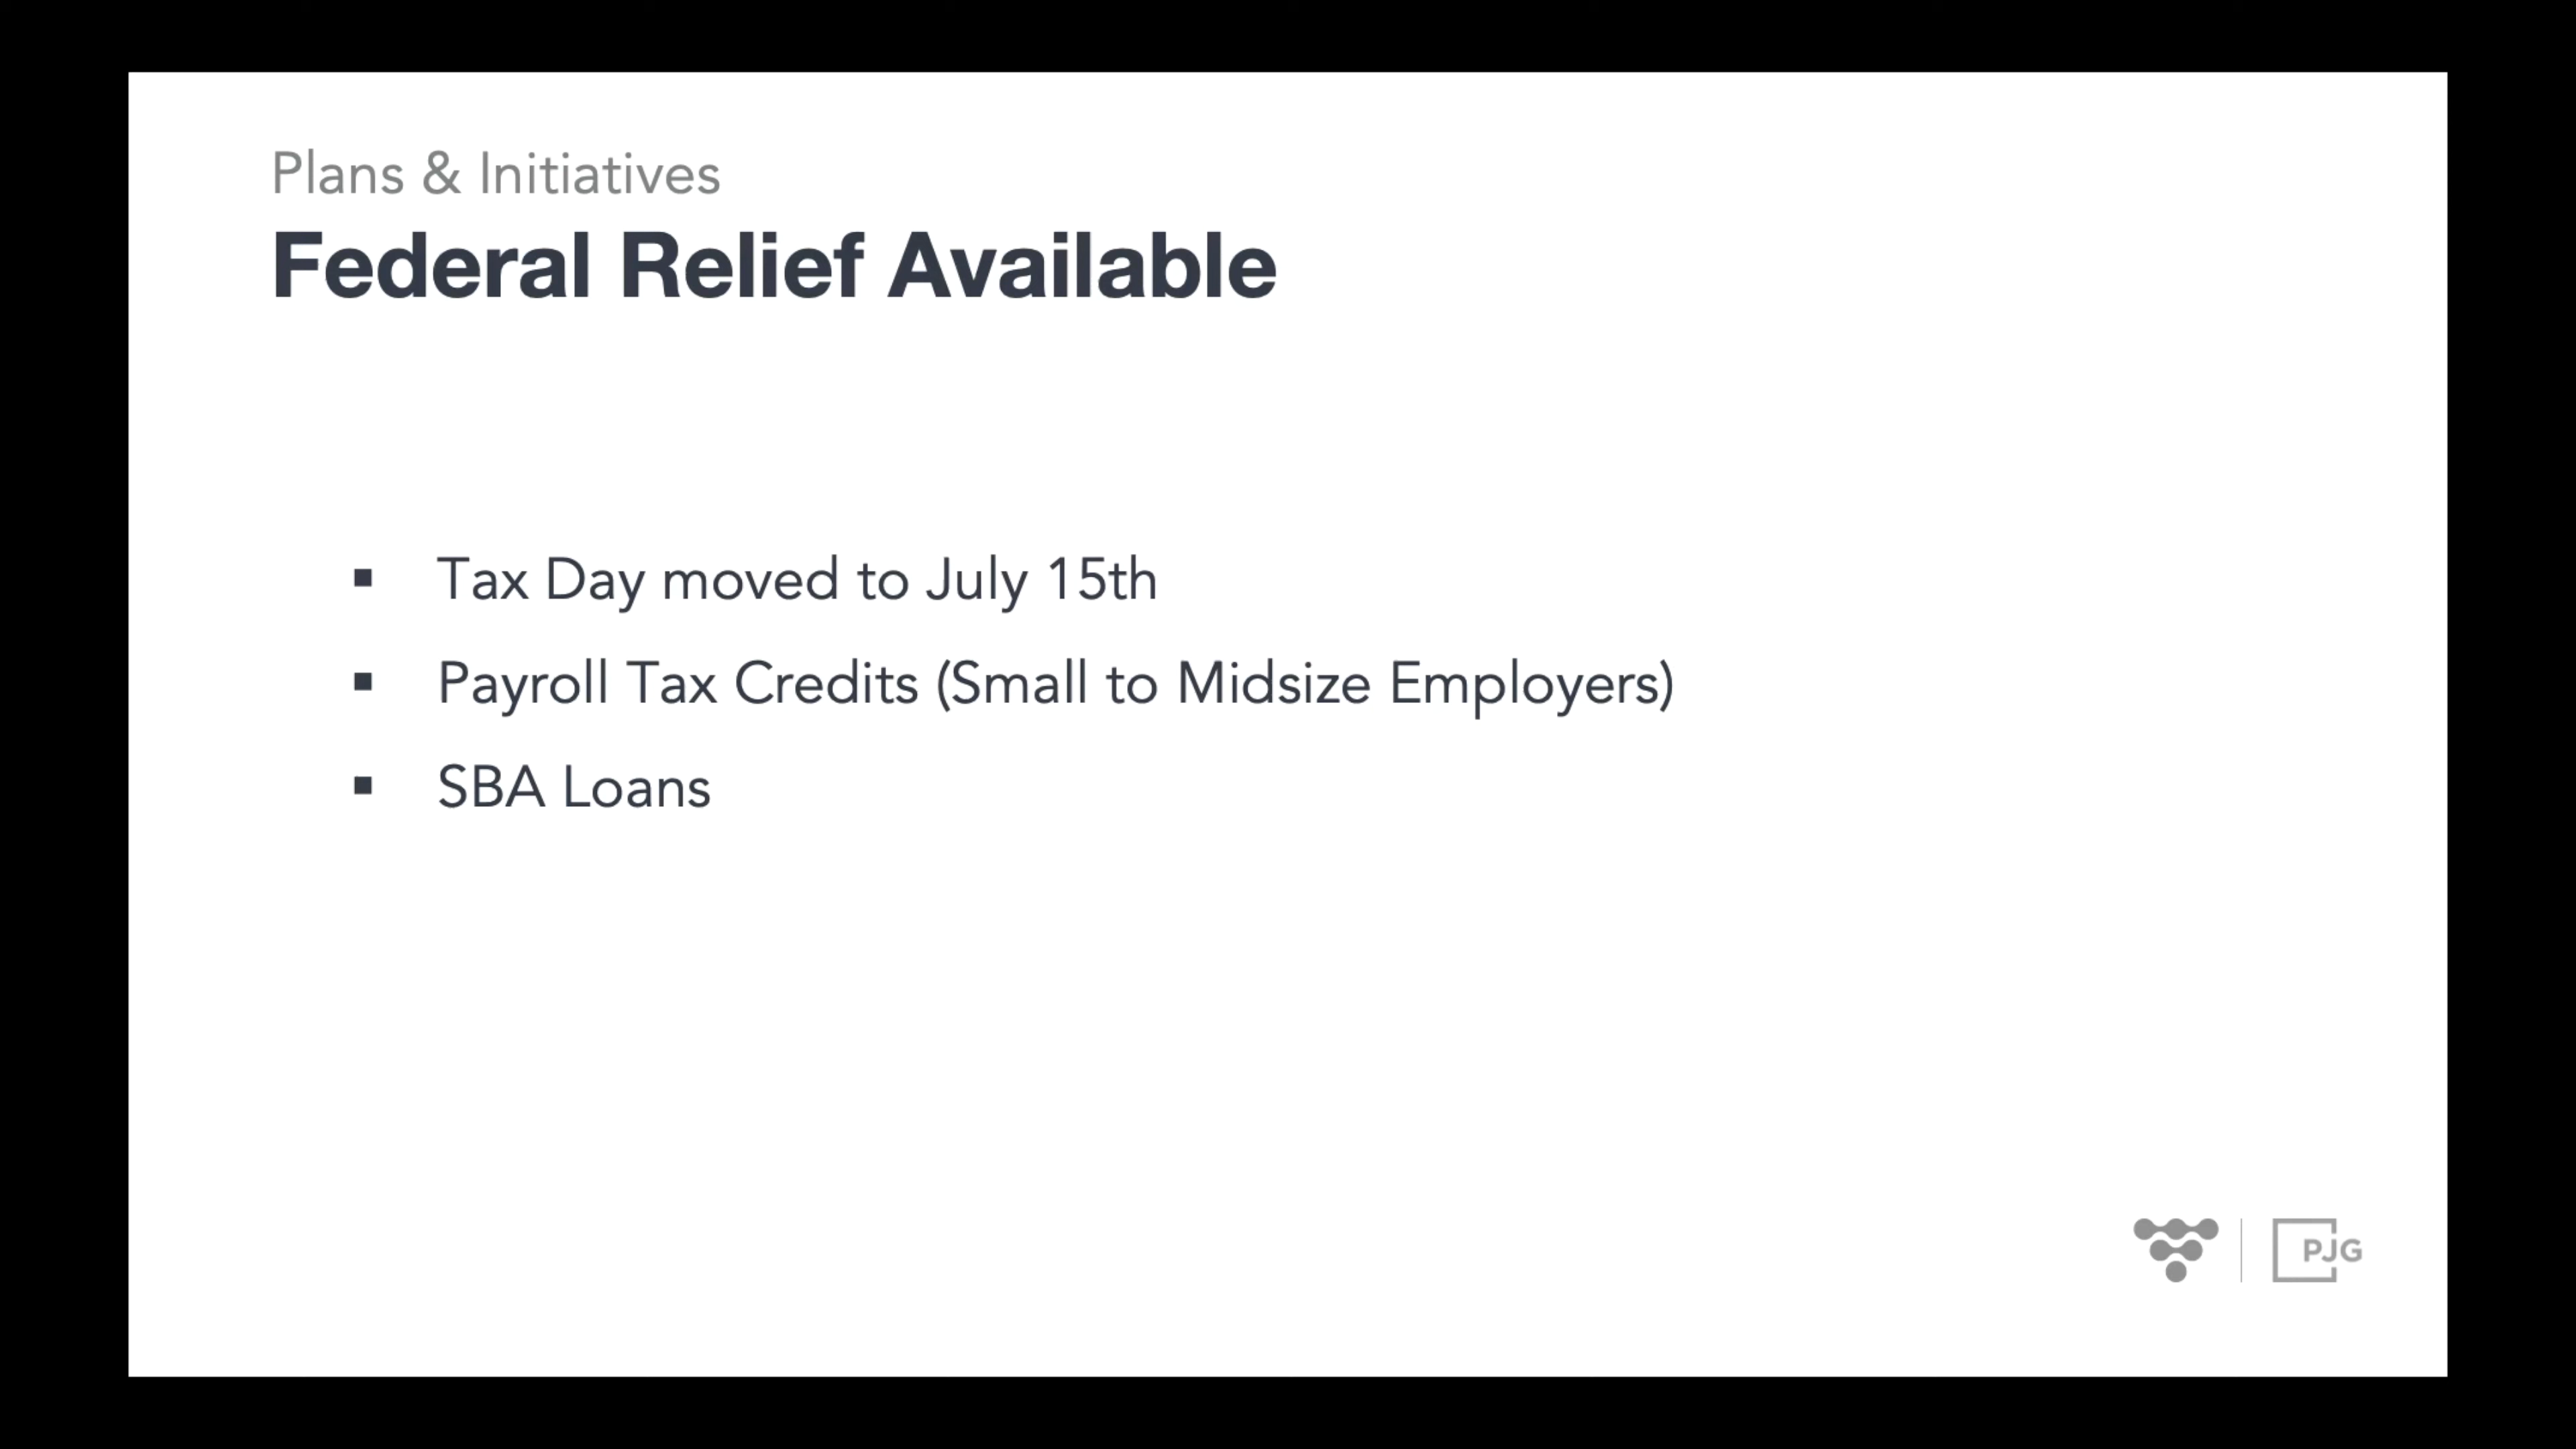 Plans & Initiatives
Federal Relief Available
Tax Day moved to July 15th
Payroll Tax Credits (Small to Midsize Employers)
SBA Loans
PJG